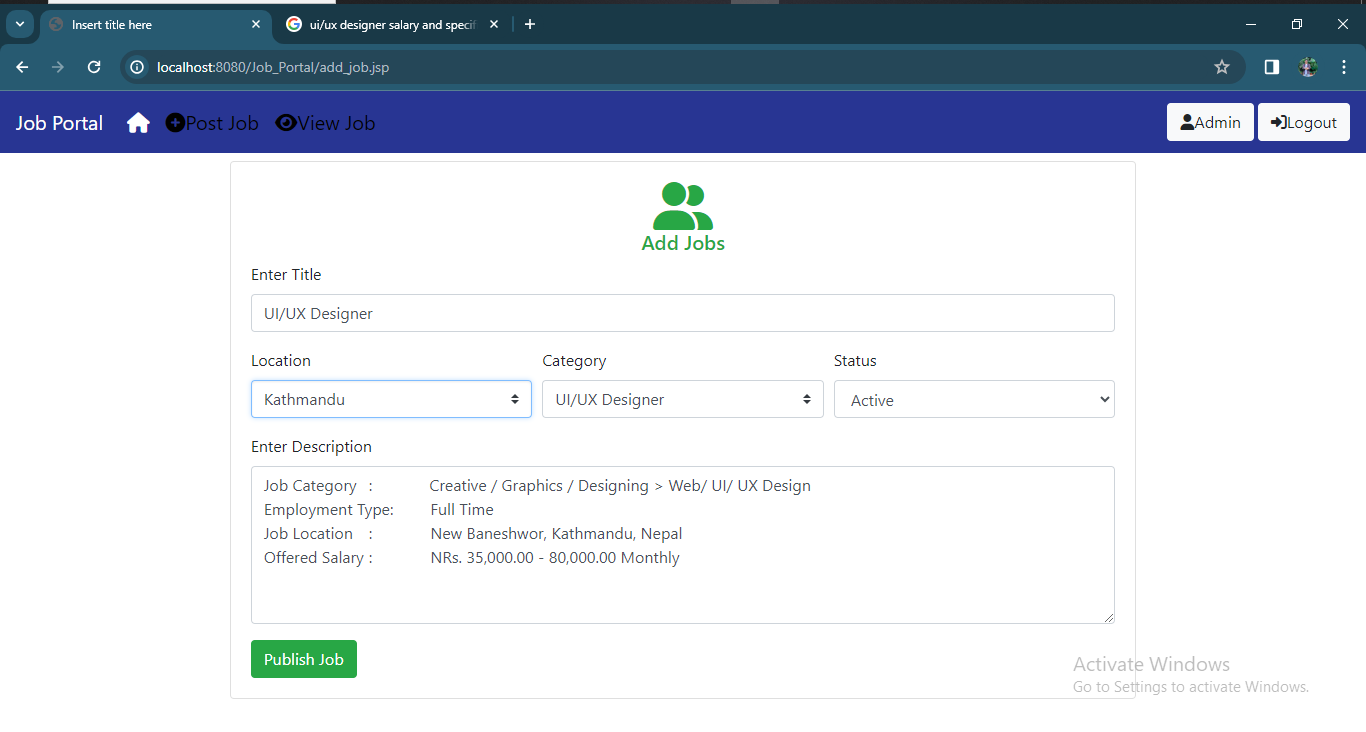 Insert title here
ui/ux designer salary and specif
localhost:8080/Job_Portal/add_job.jsp
Job Portal Post Job View Job Admin Logout
Add Jobs
Enter Title
UI/UX Designer
Location Category Status
Kathmandu UI/UX Designer Active
Enter Description
Job Category : Creative / Graphics / Designing > Web/ UI/ UX Design
Employment Type: Full Time
Job Location : New Baneshwor, Kathmandu, Nepal
Offered Salary : NRs. 35,000.00 - 80,000.00 Monthly
Publish Job
Activate Windows
Go to Settings to activate Windows.